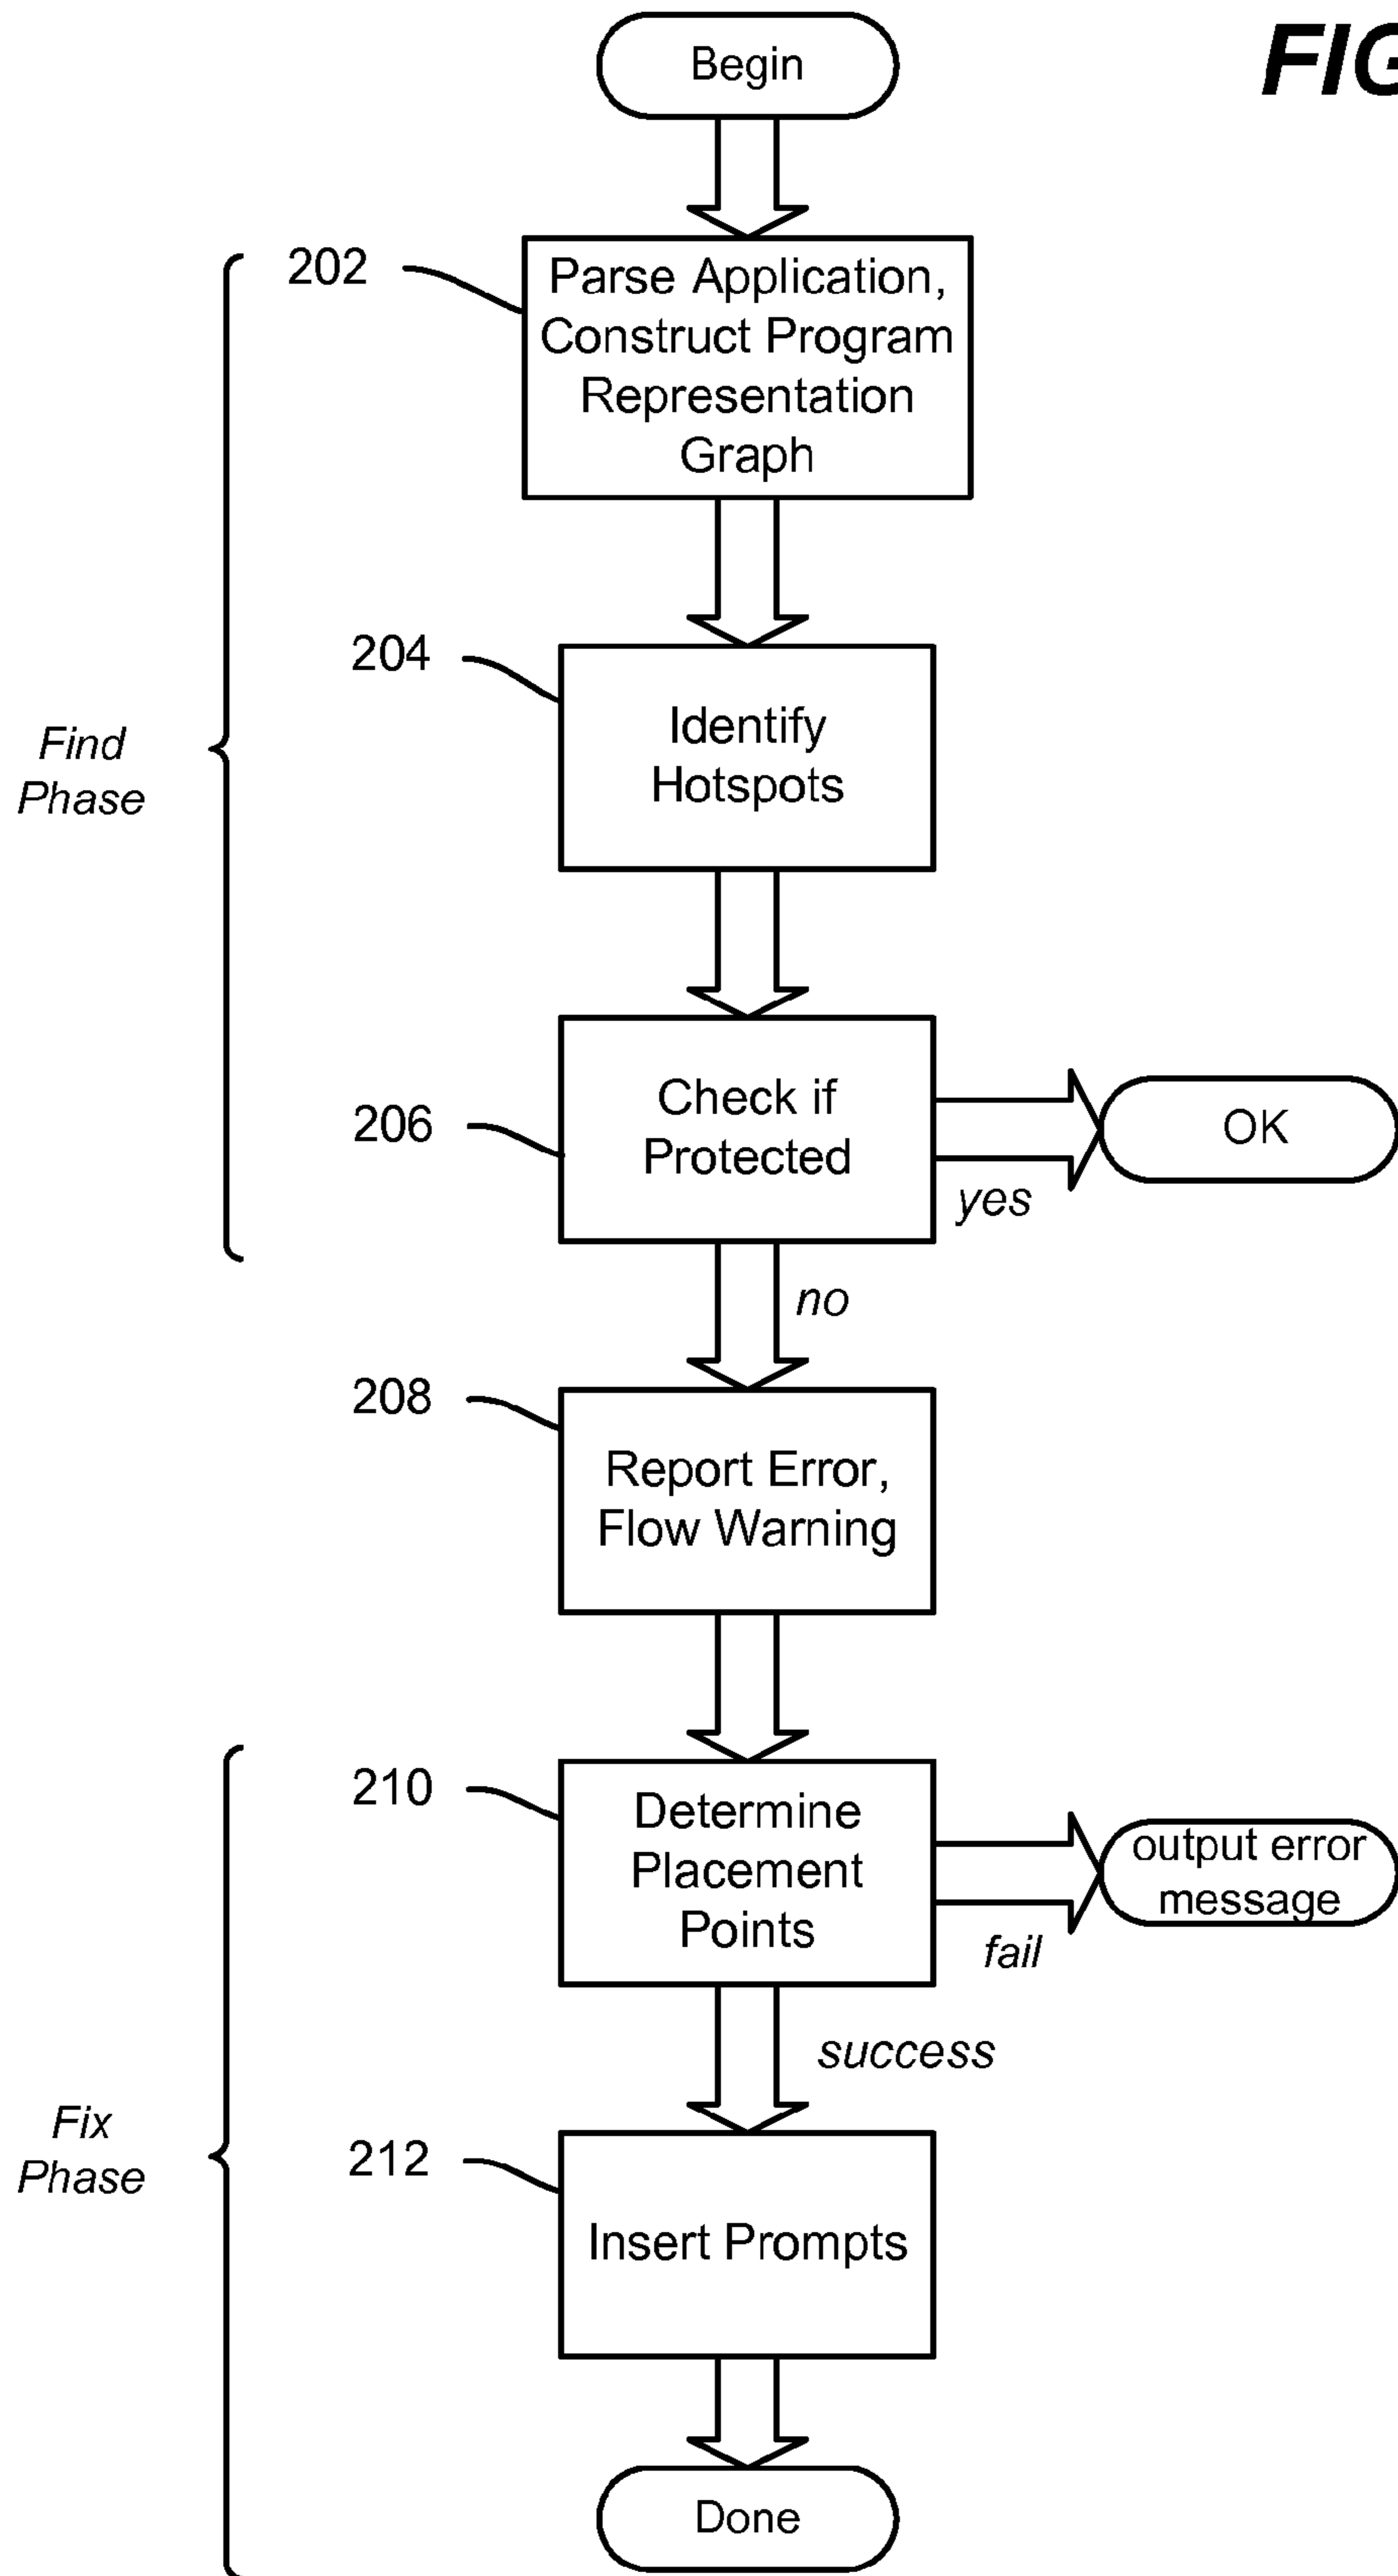 FIG
Begin
202
Parse Application,
Construct Program
Representation
Graph
204
Identify
Hotspots
Find
Phase
206
Check if
Protected
OK
yes
no
208
Report Error,
Flow Warning
210
Determine
Placement
Points
output error
message
fail
success
Fix
Phase
212
Insert Prompts
Done